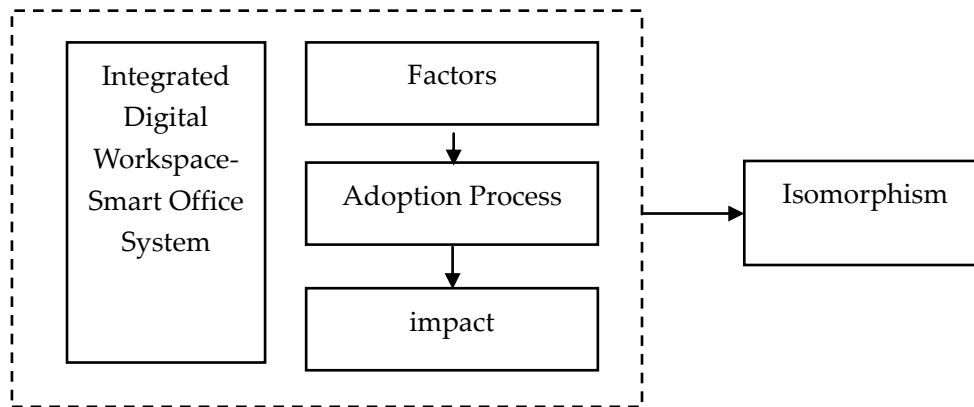 Integrated
Digital
Workspace-
Smart Office
System
Factors
Adoption Process
impact
Isomorphism